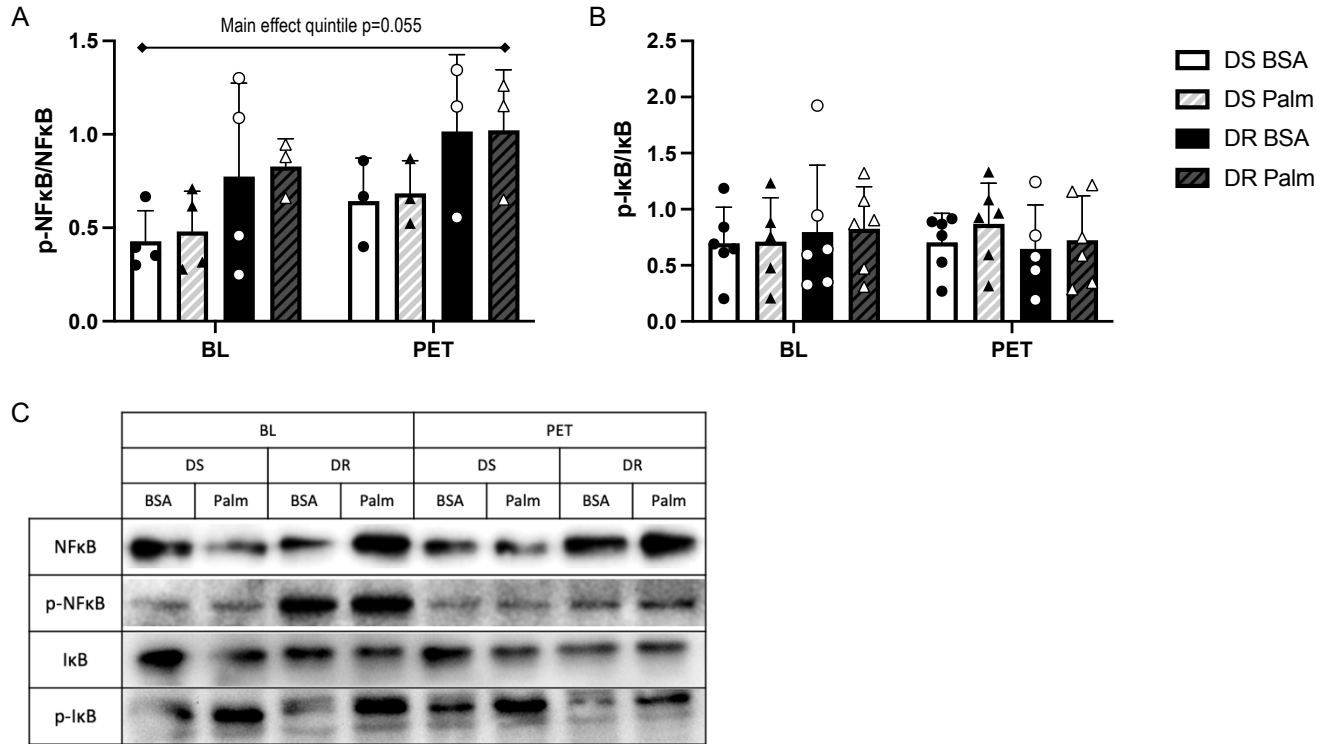 A
Main effect quintile p=0.055
p-NFκB/NFκB
1.5
1.0
0.5
0.0
BL
PET
B
p-IκB/IκB
2.5
2.0
1.5
1.0
0.5
0.0
BL
PET
DS BSA
DS Palm
DR BSA
DR Palm
C
BL PET
DS DR DS DR
BSA Palm BSA Palm BSA Palm BSA Palm
NFκB
p-NFκB
IκB
p-IκB